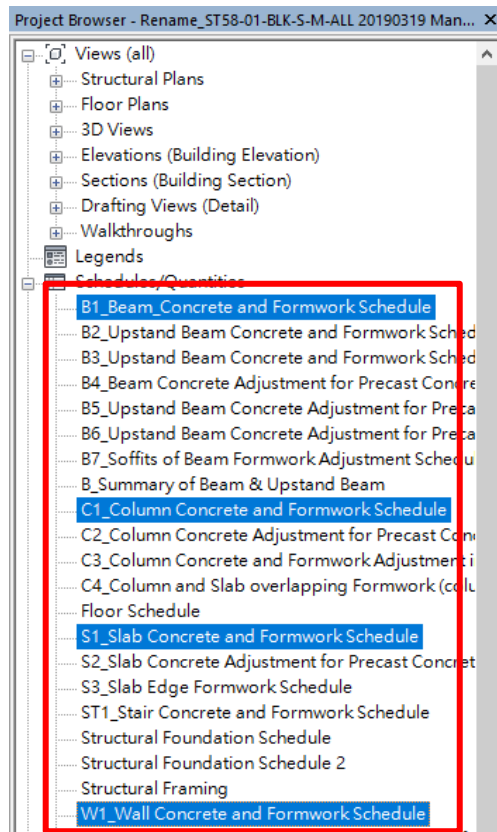 Project Browser - Rename_ST58-01-BLK-S-M-ALL 20190319 Man...
Views (all)
Structural Plans
Floor Plans
3D Views
Elevations (Building Elevation)
Sections (Building Section)
Drafting Views (Detail)
Walkthroughs
Legends
Schedules/Quantities
B1_Beam_Concrete and Formwork Schedule
B2_Upstand Beam Concrete and Formwork Sched
B3_Upstand Beam Concrete and Formwork Sched
B4_Beam Concrete Adjustment for Precast Concre
B5_Upstand Beam Concrete Adjustment for Preca
B6_Upstand Beam Concrete Adjustment for Preca
B7_Soffits of Beam Formwork Adjustment Schedu
B_Summary of Beam & Upstand Beam
C1_Column Concrete and Formwork Schedule
C2_Column Concrete Adjustment for Precast Con
C3_Column Concrete and Formwork Adjustment i
C4_Column and Slab overlapping Formwork (colu
Floor Schedule
S1_Slab Concrete and Formwork Schedule
S2_Slab Concrete Adjustment for Precast Concret
S3_Slab Edge Formwork Schedule
ST1_Stair Concrete and Formwork Schedule
Structural Foundation Schedule
Structural Foundation Schedule 2
Structural Framing
W1_Wall Concrete and Formwork Schedule